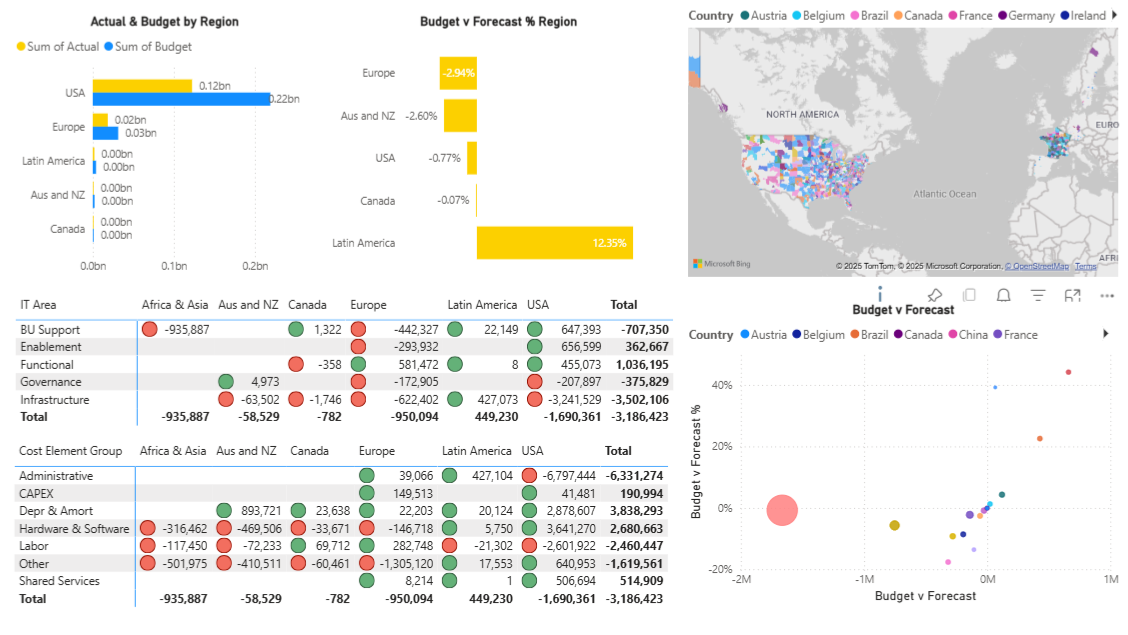 Actual & Budget by Region
Sum of Actual Sum of Budget
USA 0.12bn
0.22bn
Europe 0.02bn
0.03bn
Latin America 0.00bn
0.00bn
Aus and NZ 0.00bn
0.00bn
Canada 0.00bn
0.00bn
0.0bn 0.1bn 0.2bn
Budget v Forecast % Region
Europe -2.94%
Aus and NZ -2.60%
USA -0.77%
Canada -0.07%
Latin America 12.35%
Country Austria Belgium Brazil Canada France Germany Ireland
NORTH AMERICA
EURO
Atlantic Ocean
AFRI
Microsoft Bing
© 2025 TomTom, © 2025 Microsoft Corporation, © OpenStreetMap Terms
IT Area Africa & Asia Aus and NZ Canada Europe Latin America USA Total
BU Support -935,887 1,322 -442,327 22,149 647,393 -707,350
Enablement -293,932 656,599 362,667
Functional -358 581,472 8 455,073 1,036,195
Governance 4,973 -172,905 -207,897 -375,829
Infrastructure -63,502 -1,746 -622,402 427,073 -3,241,529 -3,502,106
Total -935,887 -58,529 -782 -950,094 449,230 -1,690,361 -3,186,423
Cost Element Group Africa & Asia Aus and NZ Canada Europe Latin America USA Total
Administrative 39,066 427,104 -6,797,444 -6,331,274
CAPEX 149,513 41,481 190,994
Depr & Amort 893,721 23,638 22,203 20,124 2,878,607 3,838,293
Hardware & Software -316,462 -469,506 -33,671 -146,718 5,750 3,641,270 2,680,663
Labor -117,450 -72,233 69,712 282,748 -21,302 -2,601,922 -2,460,447
Other -501,975 -410,511 -60,461 -1,305,120 17,553 640,953 -1,619,561
Shared Services 8,214 1 506,694 514,909
Total -935,887 -58,529 -782 -950,094 449,230 -1,690,361 -3,186,423
Budget v Forecast
Country Austria Belgium Brazil Canada China France
Budget v Forecast %
40%
20%
0%
-20%
-2M -1M 0M 1M
Budget v Forecast